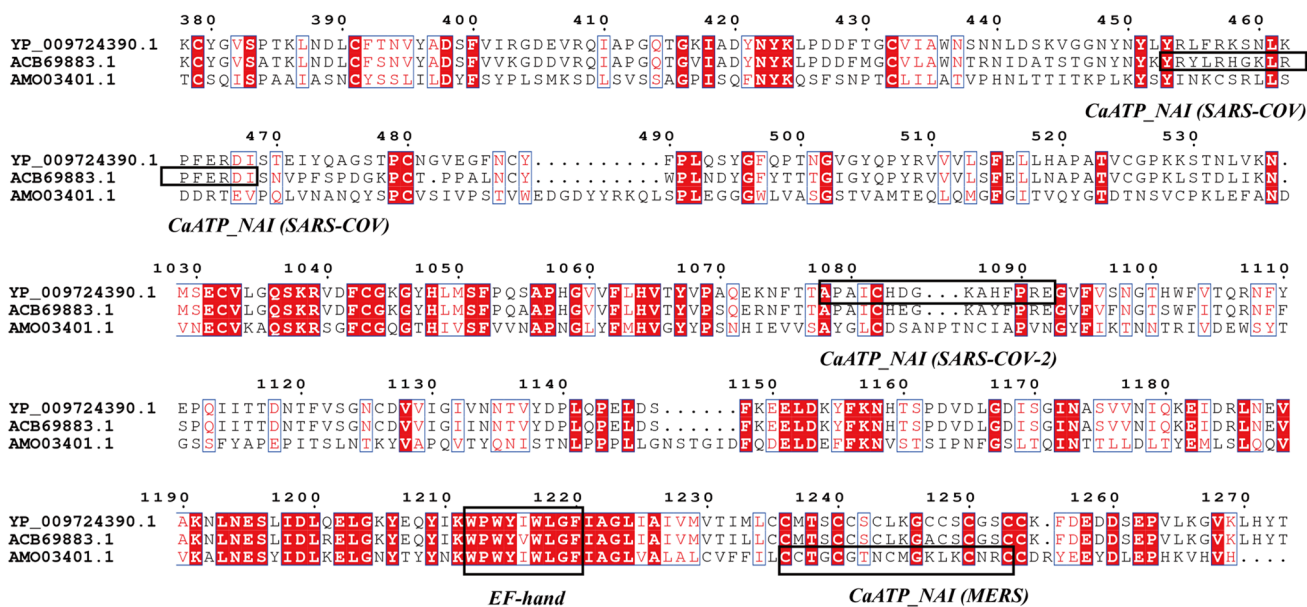 380 390 400 410 420 430 440 450 460
YP_009724390.1 KCYGVSPTKLNDLCFTNVYADSFVIRGDEVRQIAPGQTGKIADYNYKLPDDFTGCVIAWNSNNLDSKVGGNYNYLYRLFRKSNLK
ACB69883.1 KCYGVSATKLNDLCFSNVYADSFVVKGDDVRQIAPGQTGVIADYNYKLPDDFMGCVLAWNTRNIDATSTGNYNYKYRYLRHGKLR
AMO03401.1 TCSQISPAAIASNCYSSLILDYFSYPLSMKSDLSVSSAGPISQFNYKQSFSNPTCLILATVPHNLTTITKPLKYSYINKCSRLLS
CaATP_NAI (SARS-COV)
470 480 490 500 510 520 530
YP_009724390.1 PFERDISTEIYQAGSTPCNGVEGFNCY..........FPLQSYGFQPTNGVGYQPYRVVVLSFELLHAPATVCGPKKSTNLVKN.
ACB69883.1 PFERDISNVPFSPDGKPCT.PPALNCY..........WPLNDYGFYTTTGIGYQPYRVVVLSFELLNAPATVCGPKLSTDLIKN.
AMO03401.1 DDRTEVPQLVNANQYSPCVSIVPSTVWEDGDYYRKQLSPLEGGGWLVASGSTVAMTEQLQMGFGITVQYGTDTNSVCPKLEFAND
CaATP_NAI (SARS-COV)
1030 1040 1050 1060 1070 1080 1090 1100 1110
YP_009724390.1 MSECVLGQSKRVDFCGKGYHLMSFPQSAPHGVVFLHVTYVPAQEKNFTTAPAICHDG...KAHFPREGVFVSNGTHWFVTQRNFY
ACB69883.1 MSECVLGQSKRVDFCGKGYHLMSFPQAAPHGVVFLHVTYVPSQERNFTTAPAICHEG...KAYFPREGVFVFNGTSWFITQRNFF
AMO03401.1 VNECVKAQSKRSGFCGQGTHIVSFVVNAPNGLYFMHVGYYPSNHIEVVSAYGLCDSANPTNCIAPVNGYFIKTNNTRIVDEWSYT
CaATP_NAI (SARS-COV-2)
1120 1130 1140 1150 1160 1170 1180
YP_009724390.1 EPQIITTDNTFVSGNCDVVIGIVNNTVYDPLQPELDS......FKEELDKYFKNHTSPDVDLGDISGINASVVNIQKEIDRLNEV
ACB69883.1 SPQIITTDNTFVSGNCDVVIGIINNTVYDPLQPELDS......FKEELDKYFKNHTSPDVDLGDISGINASVVNIQKEIDRLNEV
AMO03401.1 GSSFYAPEPITSLNTKYVAPQVTYQNISTNLPPPLLGNSTGIDFQDELDEFFKNVSTSIPNFGSLTQINTTLLDLTYEMLSLQQV
1190 1200 1210 1220 1230 1240 1250 1260 1270
YP_009724390.1 AKNLNESLIDLQELGKYEQYIKWPWYIWLGFIAGLIAIVMVTIMLCCMTSCCSCLKGCCSCGSCCK.FDEDDSEPVLKGVKLHYT
ACB69883.1 AKNLNESLIDLQELGKYEQYIKWPWYVWLGFIAGLIAIVMVTILLCCMTSCCSCLKGACSCGSCCK.FDEDDSEPVLKGVKLHYT
AMO03401.1 VKALNESYIDLKELGNYTYYNKWPWYIWLGFIAGLVALALCVFFILCCTGCGTNCMGKLKCNRCCDRYEEYDLEPHKVHVH....
EF-hand CaATP_NAI (MERS)